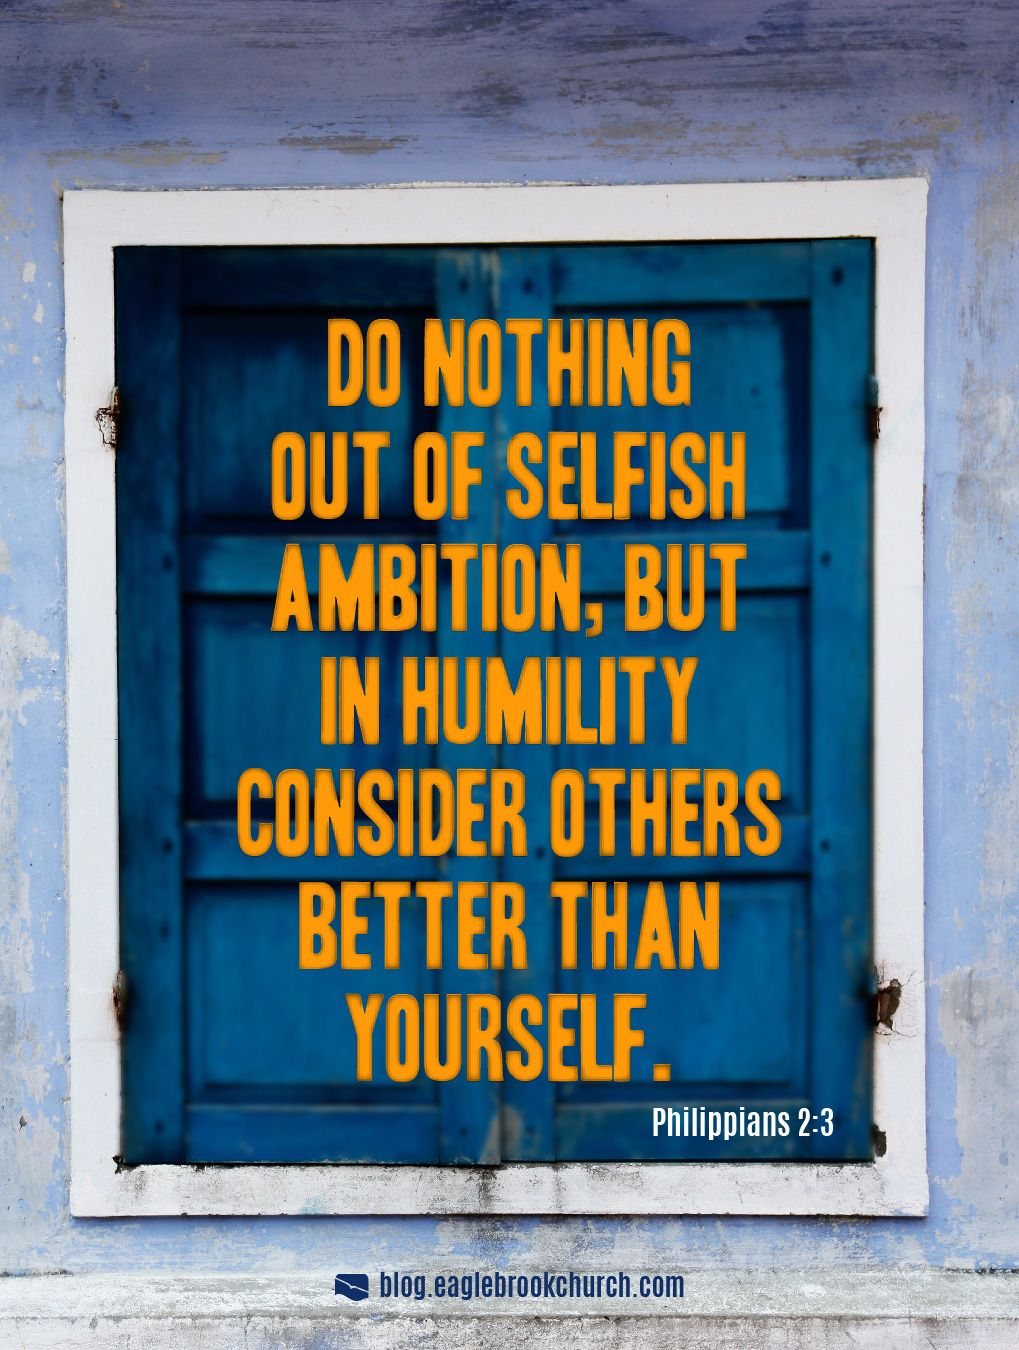 DO NOTHING
OUT OF SELFISH
AMBITION, BUT
IN HUMILITY
CONSIDER OTHERS
BETTER THAN
YOURSELF.
Philippians 2:3
blog.eaglebrookchurch.com